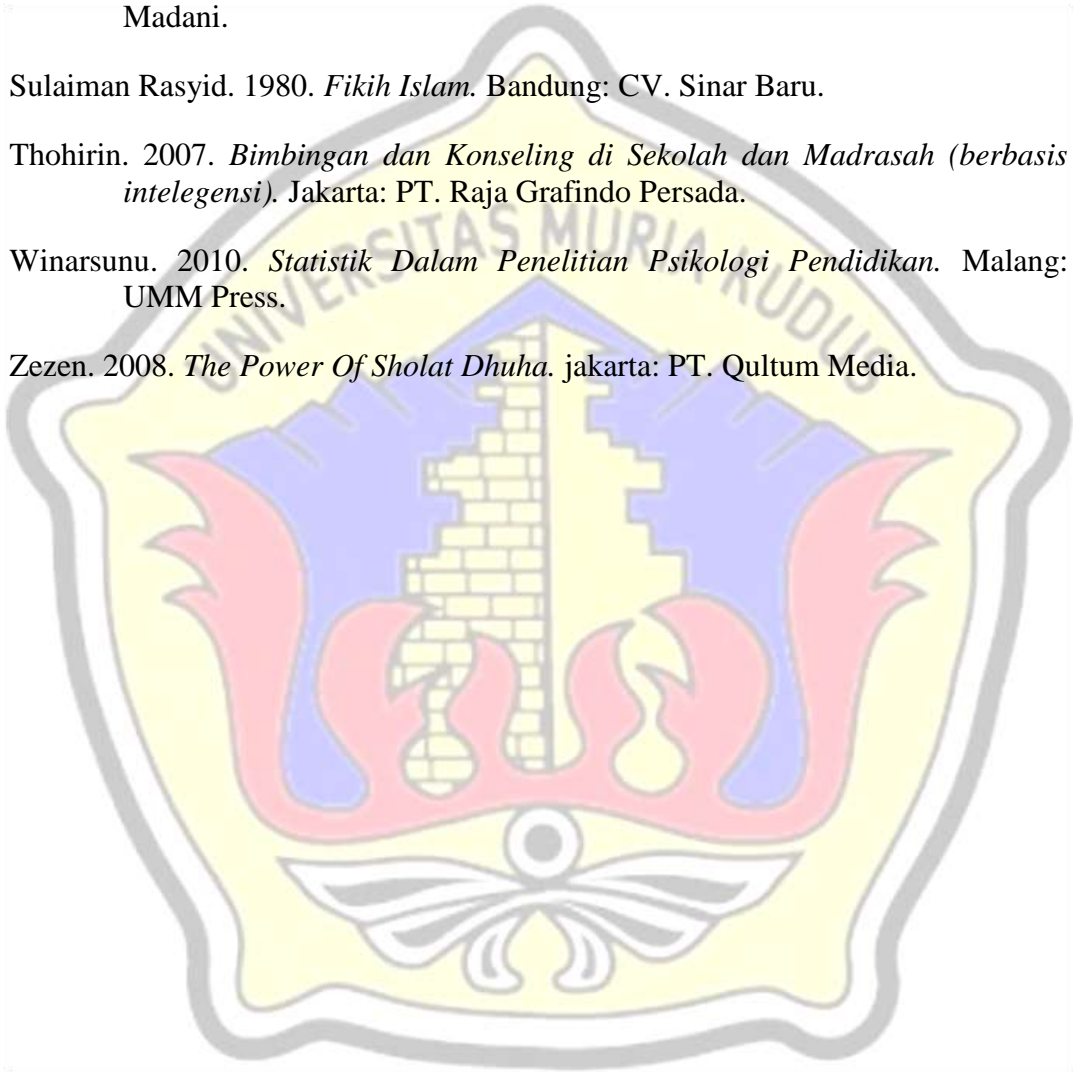 Madani.
Sulaiman Rasyid. 1980. Fikih Islam. Bandung: CV. Sinar Baru.
Thohirin. 2007. Bimbingan dan Konseling di Sekolah dan Madrasah (berbasis
intelegensi). Jakarta: PT. Raja Grafindo Persada.
UNIVERSITAS MURIA KUDUS
Winarsunu. 2010. Statistik Dalam Penelitian Psikologi Pendidikan. Malang:
UMM Press.
Zezen. 2008. The Power Of Sholat Dhuha. jakarta: PT. Qultum Media.